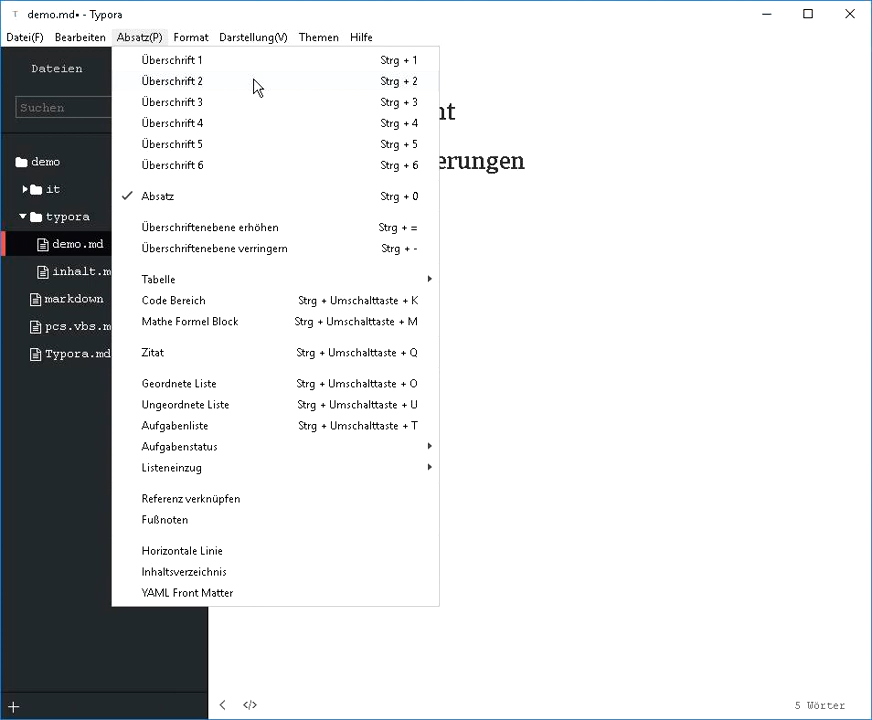 demo.md• - Typora
Datei(F) Bearbeiten Absatz(P) Format Darstellung(V) Themen Hilfe
Dateien
Suchen
demo
it
typora
demo.md
inhalt.m
markdown
pcs.vbs.m
Typora.md
Überschrift 1 Strg + 1
Überschrift 2 Strg + 2
Überschrift 3 Strg + 3
Überschrift 4 Strg + 4
Überschrift 5 Strg + 5
Überschrift 6 Strg + 6
Absatz Strg + 0
Überschriftenebene erhöhen Strg + =
Überschriftenebene verringern Strg + -
Tabelle
Code Bereich Strg + Umschalttaste + K
Mathe Formel Block Strg + Umschalttaste + M
Zitat Strg + Umschalttaste + Q
Geordnete Liste Strg + Umschalttaste + O
Ungeordnete Liste Strg + Umschalttaste + U
Aufgabenliste Strg + Umschalttaste + T
Aufgabenstatus
Listeneinzug
Referenz verknüpfen
Fußnoten
Horizontale Linie
Inhaltsverzeichnis
YAML Front Matter
nt
erungen
5 Wörter